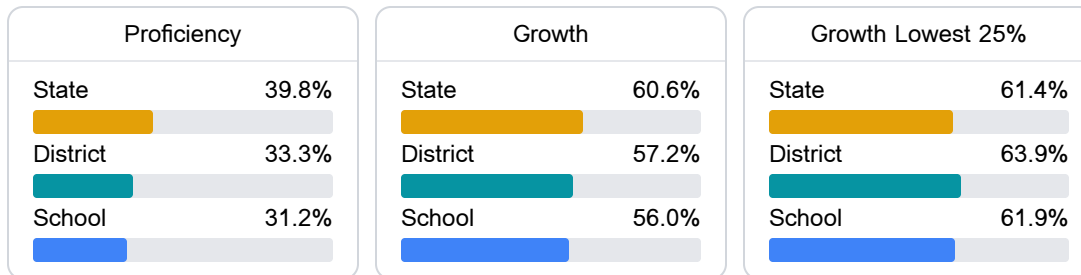 Proficiency
State 39.8%
District 33.3%
School 31.2%
Growth
State 60.6%
District 57.2%
School 56.0%
Growth Lowest 25%
State 61.4%
District 63.9%
School 61.9%